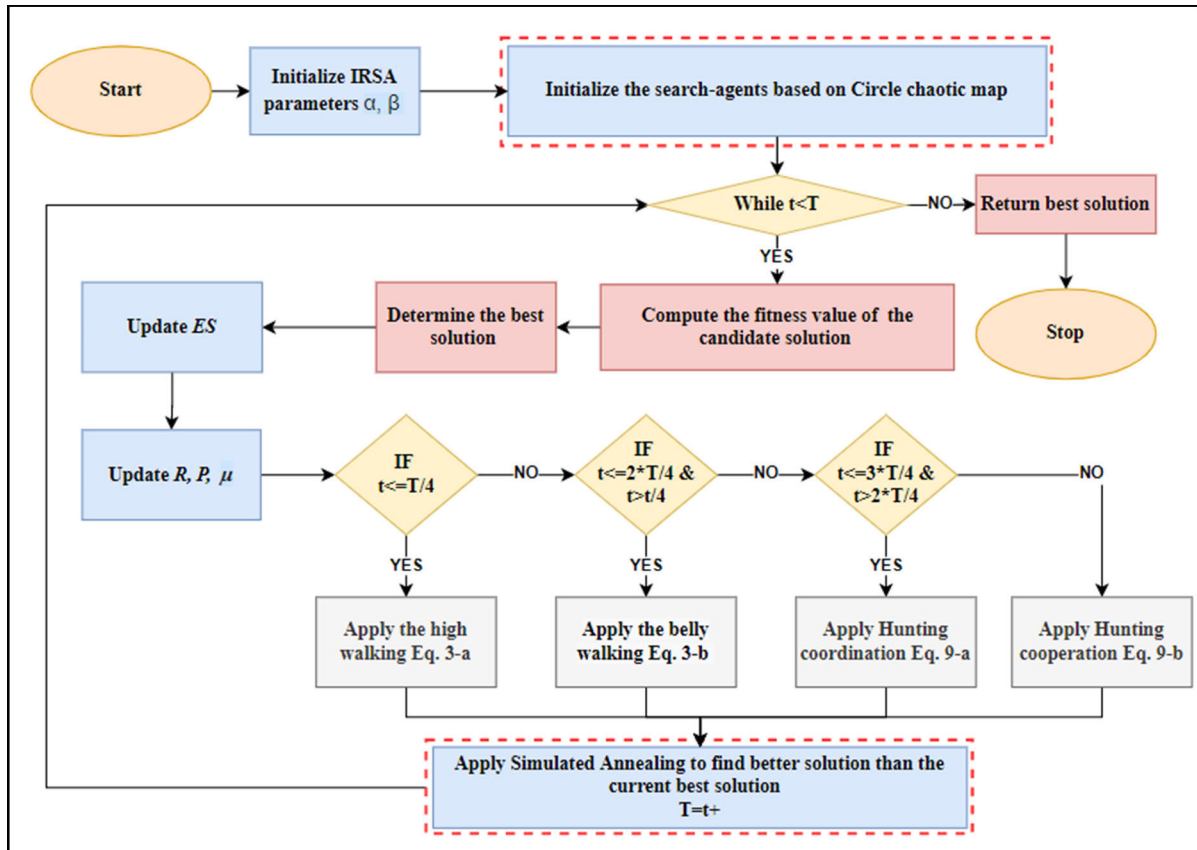 Start
Initialize IRSA
parameters α, β
Initialize the search-agents based on Circle chaotic map
While t<T
NO
Return best solution
YES
Stop
Compute the fitness value of the
candidate solution
Determine the best
solution
Update ES
Update R, P, μ
IF
t<=T/4
NO
IF
t<=2*T/4 &
t>t/4
NO
IF
t<=3*T/4 &
t>2*T/4
NO
YES
YES
YES
Apply the high
walking Eq. 3-a
Apply the belly
walking Eq. 3-b
Apply Hunting
coordination Eq. 9-a
Apply Hunting
cooperation Eq. 9-b
Apply Simulated Annealing to find better solution than the
current best solution
T=t+